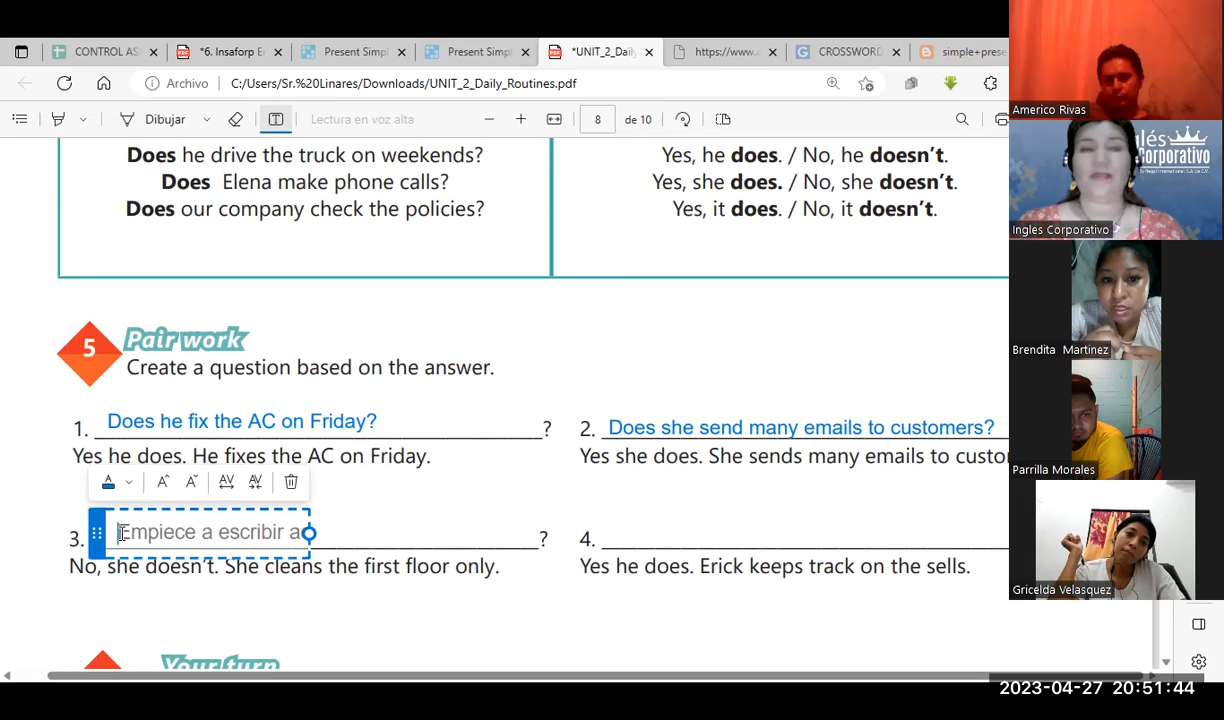 CONTROL AS
*6. Insaforp E
Present Simpl
Present Simpl
*UNIT_2_Daily
https://www.
CROSSWORD
simple+prese
Archivo
C:/Users/Sr.%20Linares/Downloads/UNIT_2_Daily_Routines.pdf
Dibujar
Lectura en voz alta
8
de 10
Does he drive the truck on weekends?
Yes, he does. / No, he doesn't.
Does Elena make phone calls?
Yes, she does. / No, she doesn't.
Does our company check the policies?
Yes, it does. / No, it doesn't.
5
Pair work
Create a question based on the answer.
1. Does he fix the AC on Friday? ?
Yes he does. He fixes the AC on Friday.
2. Does she send many emails to customers?
Yes she does. She sends many emails to custo
3. Empiece a escribir a ?
No, she doesn't. She cleans the first floor only.
4.
Yes he does. Erick keeps track on the sells.
Your turn
Americo Rivas
Inglés Corporativo
Ingles Corporativo
Brendita Martinez
Parrilla Morales
Gricelda Velasquez
2023-04-27 20:51:44